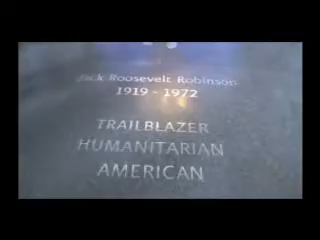 Jack Roosevelt Robinson
1919 - 1972
TRAILBLAZER
HUMANITARIAN
AMERICAN